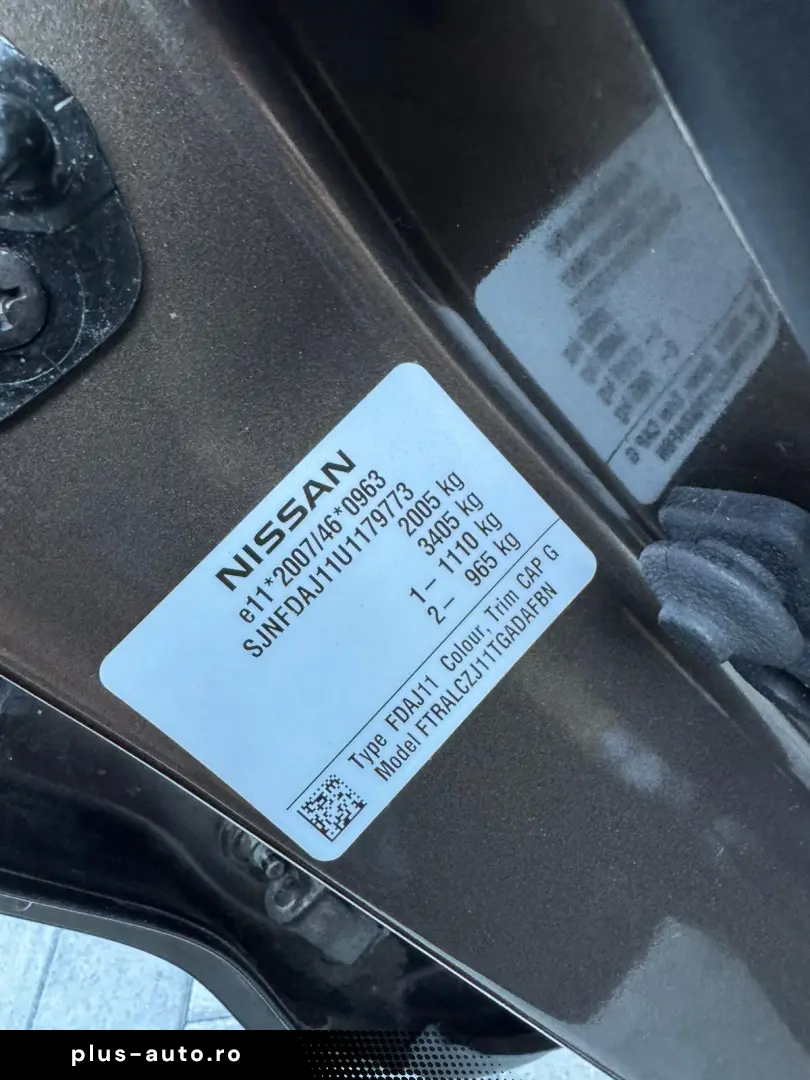 NISSAN
e11*2007/46*0963
SJNFDAJ11U1179773
2005 kg
3405 kg
1– 1110 kg
2– 965 kg
Type FDAJ11 Colour, Trim CAP G
Model FTRALCZJ11TGADAFBN
plus-auto.ro